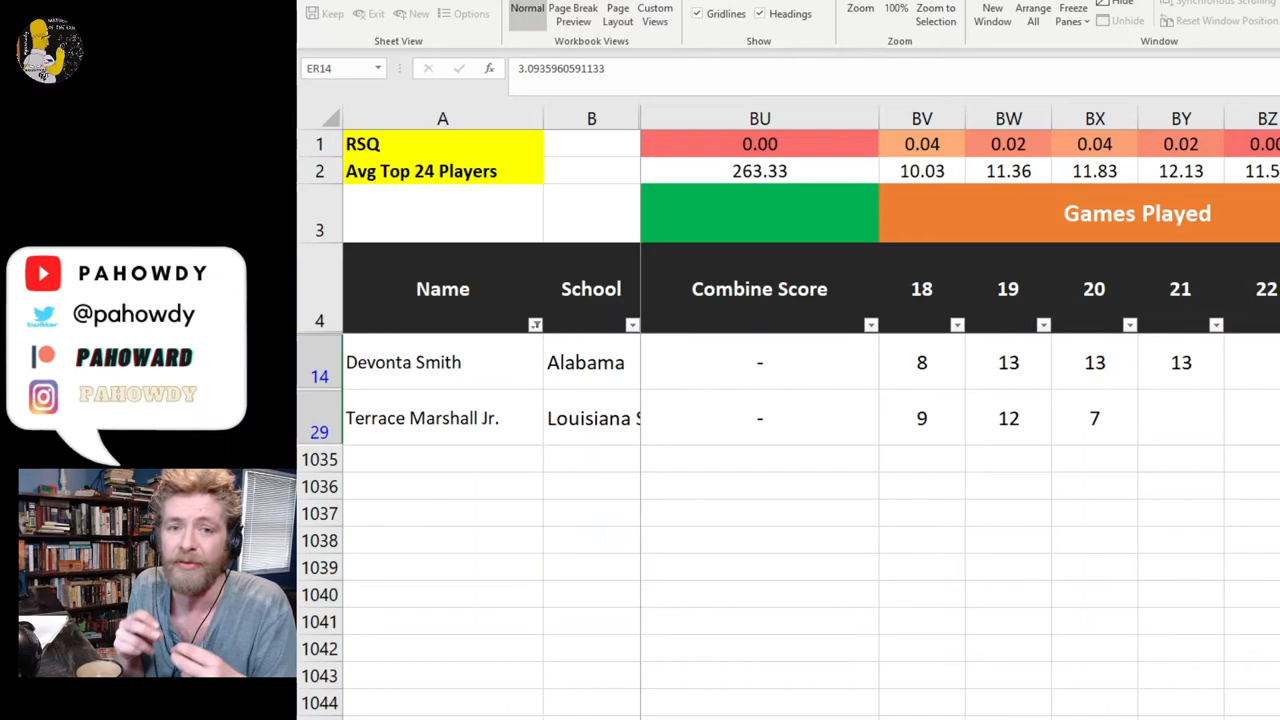 Keep Exit New Options
Normal Page Break Preview Page Layout Custom Views
Gridlines Headings
Zoom 100% Zoom to Selection
New Window Arrange All Freeze Panes
Hide
Unhide
Synchronous Scrolling
Reset Window Position
Sheet View Workbook Views Show Zoom Window
ER14 fx 3.0935960591133
A B BU BV BW BX BY BZ
1 RSQ 0.00 0.04 0.02 0.04 0.02 0.00
2 Avg Top 24 Players 263.33 10.03 11.36 11.83 12.13 11.5
3 Games Played
4 Name School Combine Score 18 19 20 21 22
14 Devonta Smith Alabama - 8 13 13 13
29 Terrace Marshall Jr. Louisiana S - 9 12 7
1035
1036
1037
1038
1039
1040
1041
1042
1043
1044
PAHOWDY
twitter @pahowdy
PAHOWARD
PAHOWDY